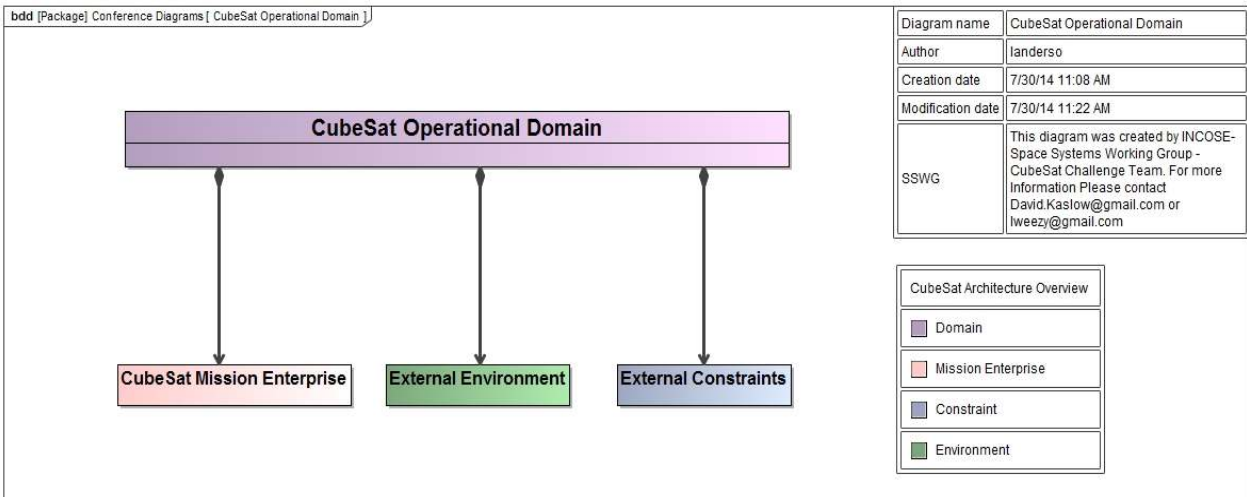 bdd [Package] Conference Diagrams [ CubeSat Operational Domain ]
CubeSat Operational Domain
CubeSat Mission Enterprise
External Environment
External Constraints
Diagram name CubeSat Operational Domain
Author landerso
Creation date 7/30/14 11:08 AM
Modification date 7/30/14 11:22 AM
SSWG
This diagram was created by INCOSE-
Space Systems Working Group -
CubeSat Challenge Team. For more
Information Please contact
David.Kaslow@gmail.com or
lweezy@gmail.com
CubeSat Architecture Overview
Domain
Mission Enterprise
Constraint
Environment